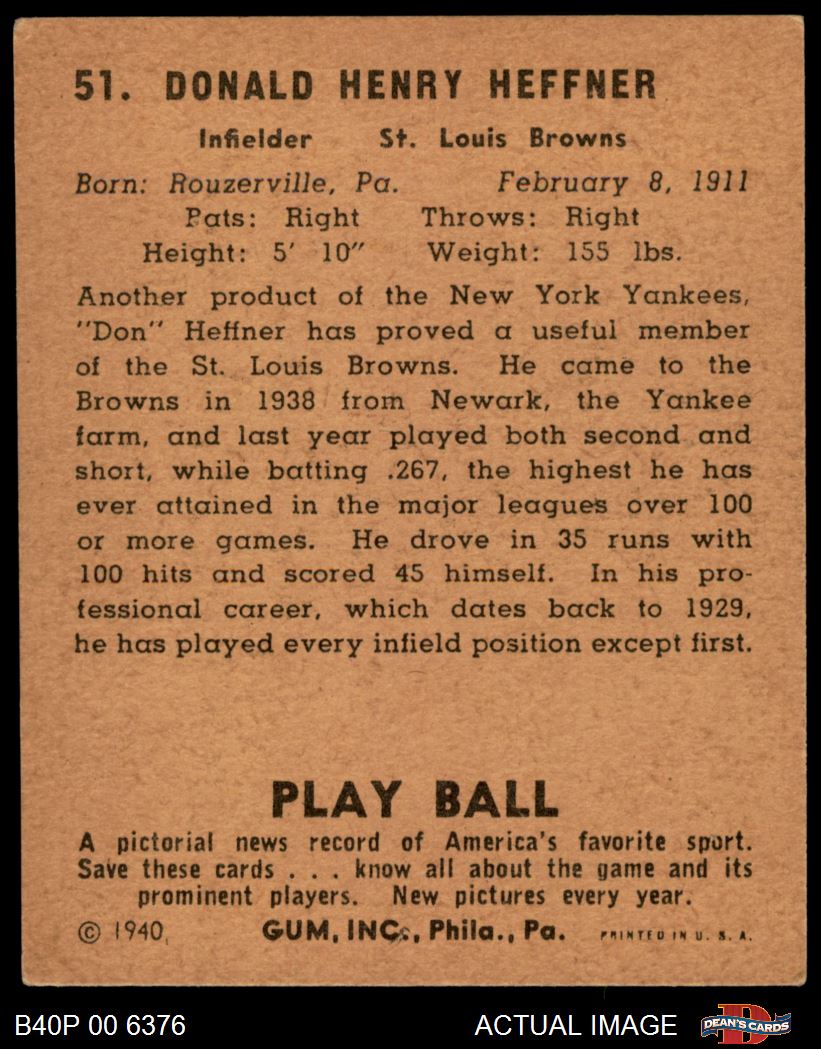 51. DONALD HENRY HEFFNER
Infielder St. Louis Browns
Born: Rouzerville, Pa. February 8, 1911
Bats: Right Throws: Right
Height: 5' 10" Weight: 155 lbs.
Another product of the New York Yankees,
"Don" Heffner has proved a useful member
of the St. Louis Browns. He came to the
Browns in 1938 from Newark, the Yankee
farm, and last year played both second and
short, while batting .267, the highest he has
ever attained in the major leagues over 100
or more games. He drove in 35 runs with
100 hits and scored 45 himself. In his pro-
fessional career, which dates back to 1929,
he has played every infield position except first.
PLAY BALL
A pictorial news record of America's favorite sport.
Save these cards . . . know all about the game and its
prominent players. New pictures every year.
© 1940, GUM, INC., Phila., Pa. PRINTED IN U. S. A.
B40P 00 6376 ACTUAL IMAGE D DEAN'S CARDS